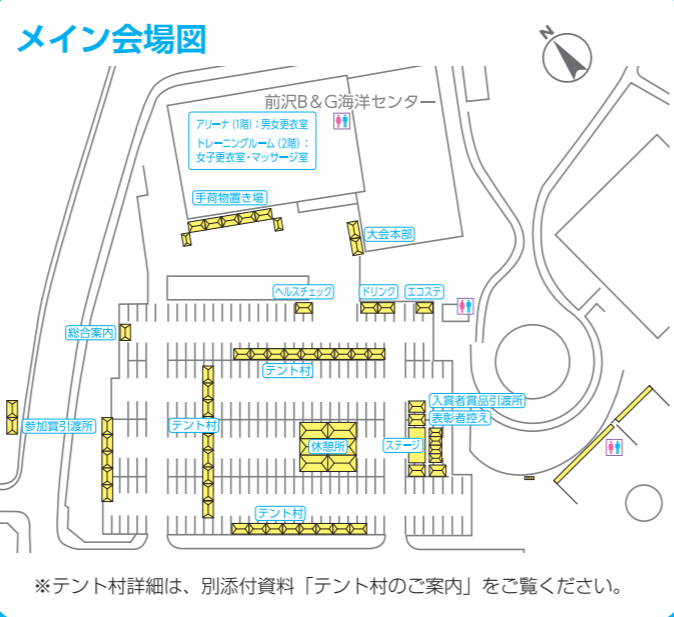 メイン会場図
N
前沢B&G海洋センター
アリーナ（1階）：男女更衣室
トレーニングルーム（2階）：
女子更衣室・マッサージ室
手荷物置き場
大会本部
ヘルスチェック
ドリンク
エコステ
総合案内
テント村
入賞者賞品引渡所
表彰者控え
参加賞引渡所
テント村
休憩所
ステージ
テント村
※テント村詳細は、別添付資料「テント村のご案内」をご覧ください。